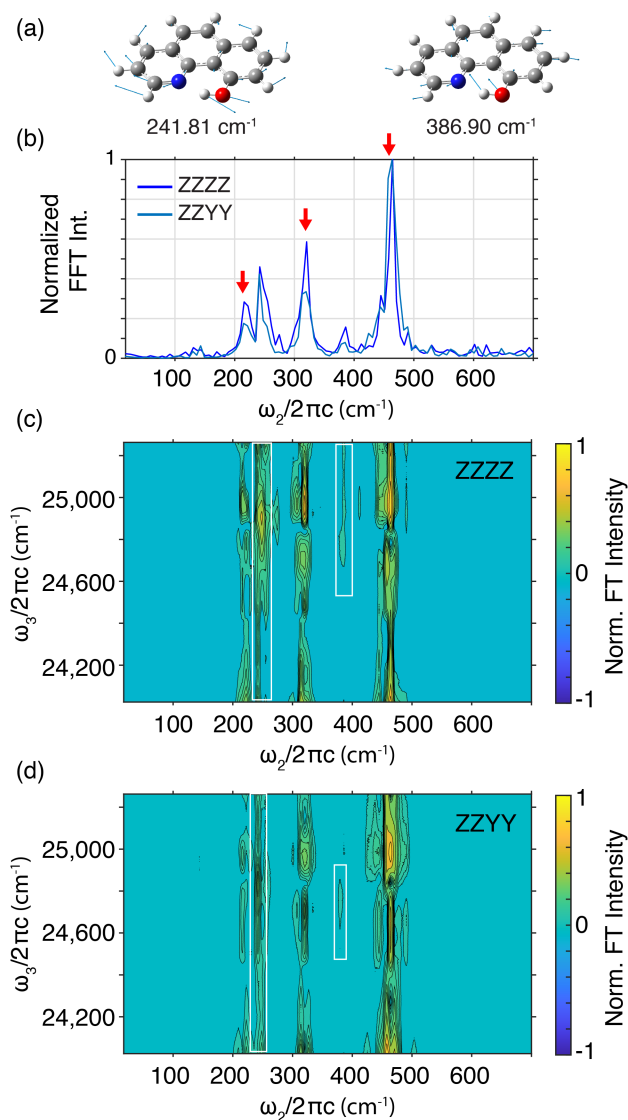 (a)
241.81 cm⁻¹ 386.90 cm⁻¹
(b)
1
0
Normalized
FFT Int.
ZZZZ
ZZYY
100 200 300 400 500 600
ω₂/2πc (cm⁻¹)
(c)
ZZZZ
25,000
24,600
24,200
ω₃/2πc (cm⁻¹)
100 200 300 400 500 600
ω₂/2πc (cm⁻¹)
1
0
-1
Norm. FT Intensity
(d)
ZZYY
25,000
24,600
24,200
ω₃/2πc (cm⁻¹)
100 200 300 400 500 600
ω₂/2πc (cm⁻¹)
1
0
-1
Norm. FT Intensity